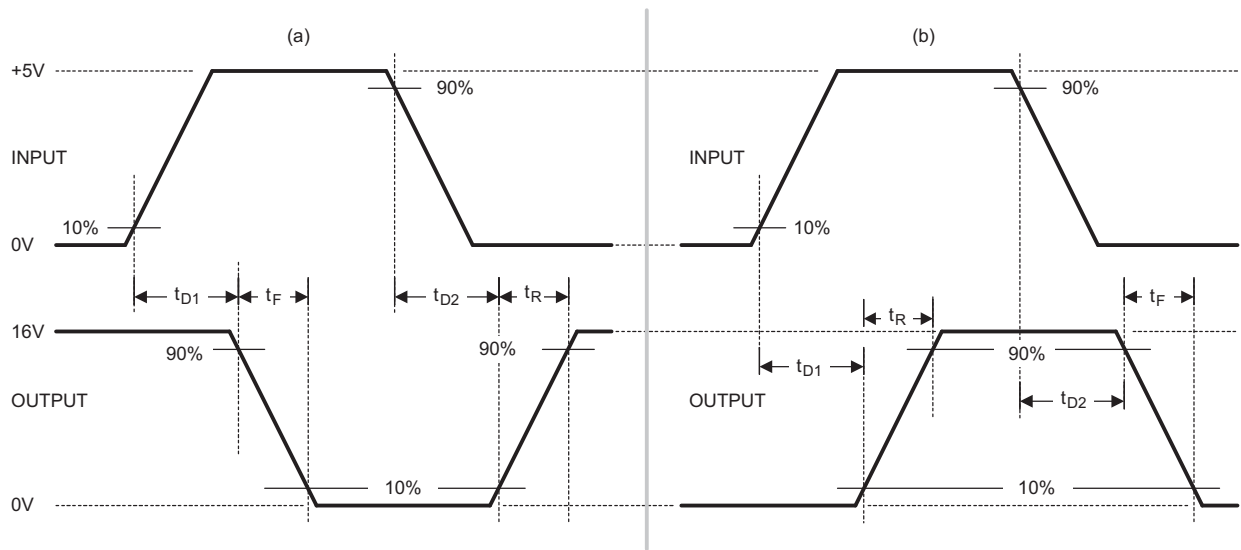 (a)
+5V
90%
INPUT
10%
0V
tD1
tF
tD2
tR
16V
90%
90%
OUTPUT
10%
0V
(b)
90%
INPUT
10%
tF
tR
90%
tD1
tD2
OUTPUT
10%